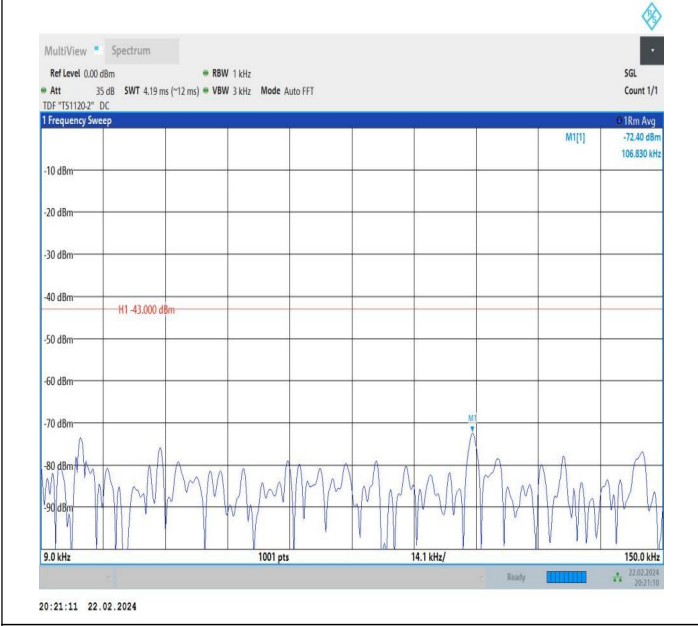 R S
MultiView Spectrum
Ref Level 0.00 dBm RBW 1 kHz SGL
Att 35 dB SWT 4.19 ms (~12 ms) VBW 3 kHz Mode Auto FFT Count 1/1
TDF "TS1120-2" DC
1 Frequency Sweep 1Rm Avg
M1[1] -72.40 dBm
106.830 kHz
-10 dBm
-20 dBm
-30 dBm
-40 dBm
H1 -43.000 dBm
-50 dBm
-60 dBm
-70 dBm
M1
-80 dBm
-90 dBm
9.0 kHz 1001 pts 14.1 kHz/ 150.0 kHz
Ready 22.02.2024
20:21:10
20:21:11 22.02.2024